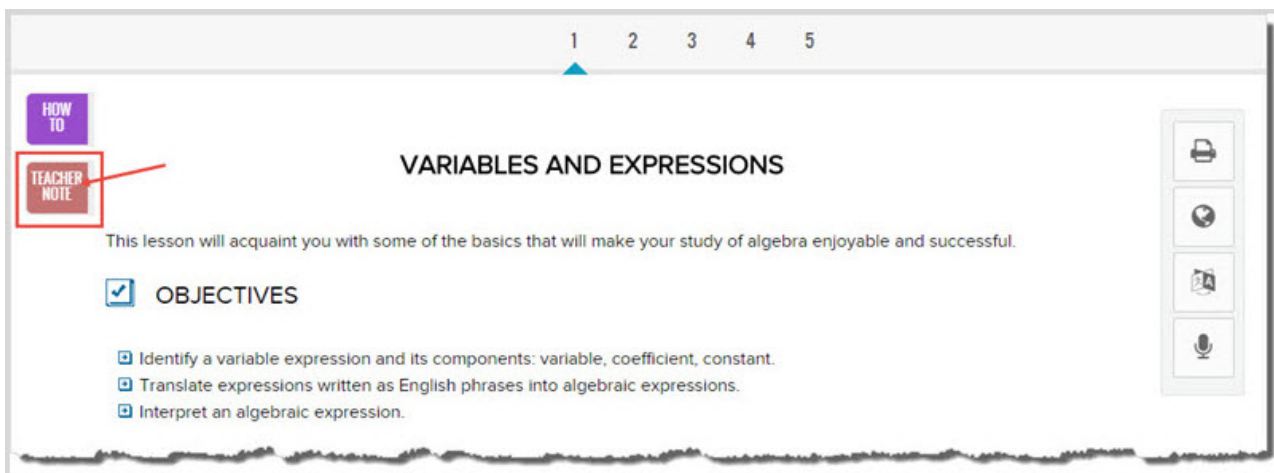 1 2 3 4 5
HOW
TO
TEACHER
NOTE
VARIABLES AND EXPRESSIONS
This lesson will acquaint you with some of the basics that will make your study of algebra enjoyable and successful.
OBJECTIVES
Identify a variable expression and its components: variable, coefficient, constant.
Translate expressions written as English phrases into algebraic expressions.
Interpret an algebraic expression.
A